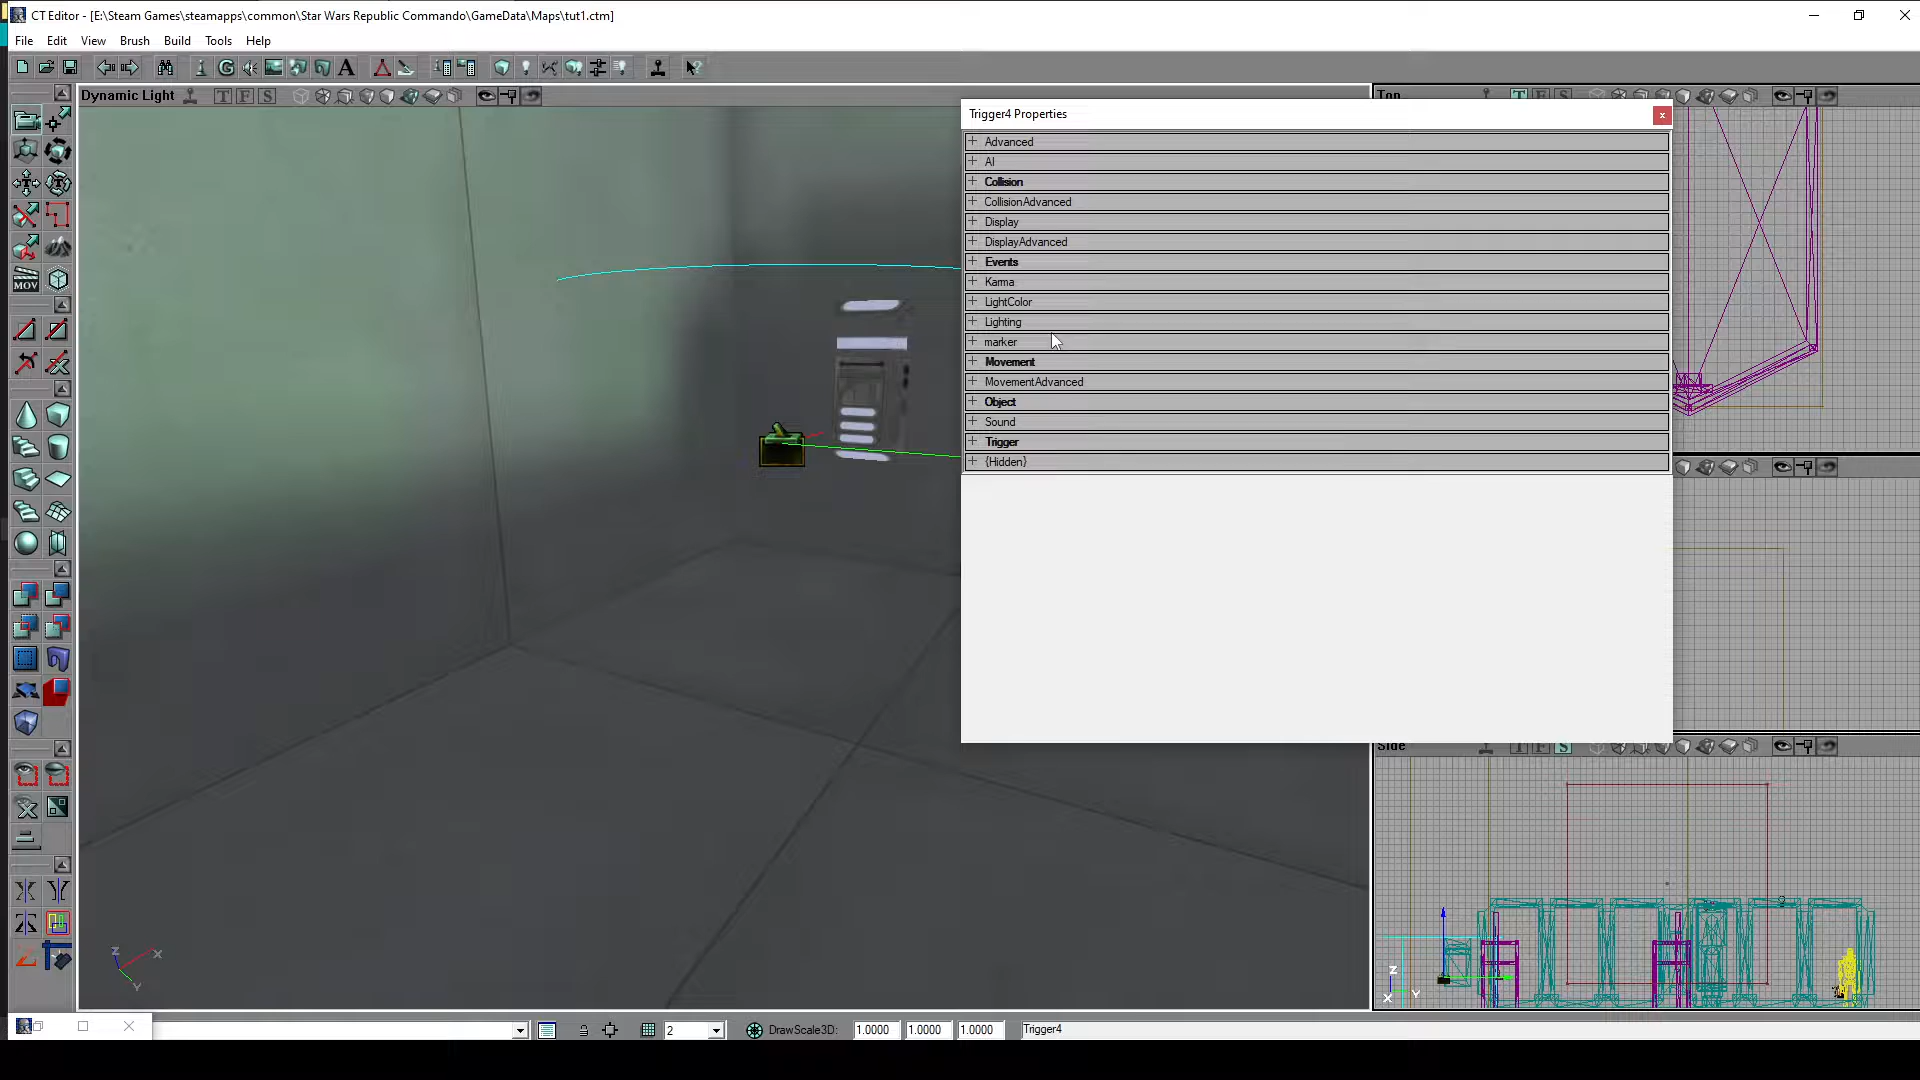 CT Editor - [E:\Steam Games\steamapps\common\Star Wars Republic Commando\GameData\Maps\tut1.ctm]
File Edit View Brush Build Tools Help
Dynamic Light T F S
Top
Trigger4 Properties
Advanced
AI
Collision
CollisionAdvanced
Display
DisplayAdvanced
Events
Karma
LightColor
Lighting
marker
Movement
MovementAdvanced
Object
Sound
Trigger
{Hidden}
MOV
Side T F S
Z X Y
Z X Y
2 DrawScale3D: 1.0000 1.0000 1.0000 Trigger4